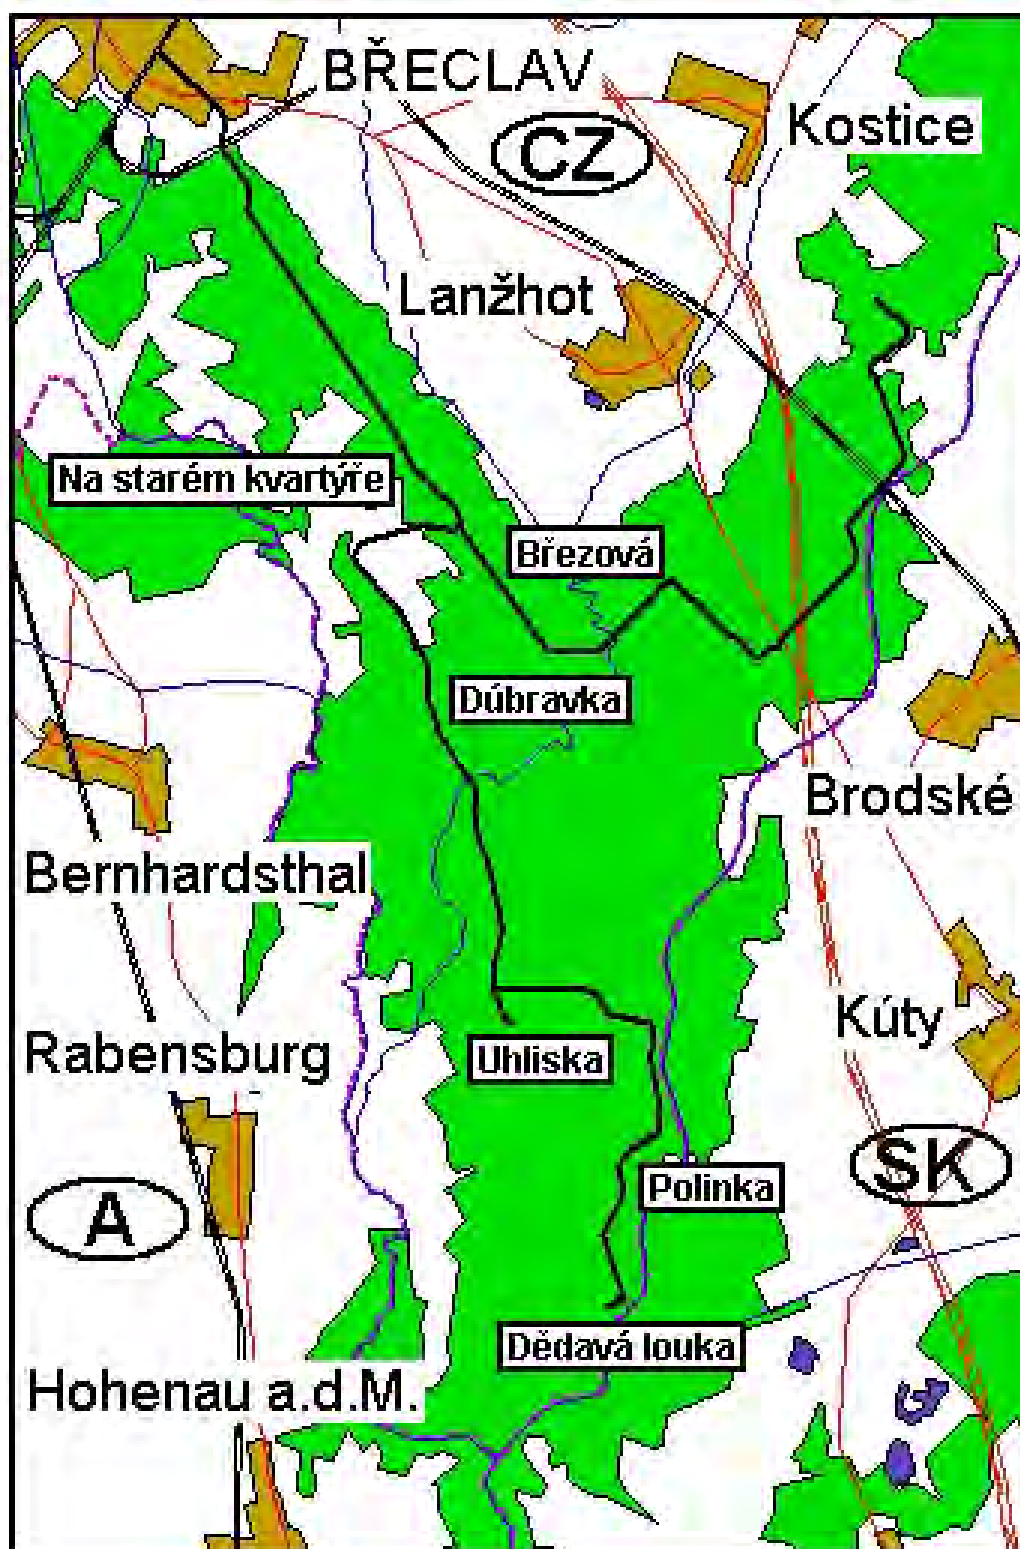 BŘECLAV
CZ
Kostice
Lanžhot
Na starém kvartýře
Březová
Dúbravka
Brodské
Bernhardsthal
Kúty
Rabensburg
Uhliska
SK
Polinka
A
Dědavá louka
Hohenau a.d.M.